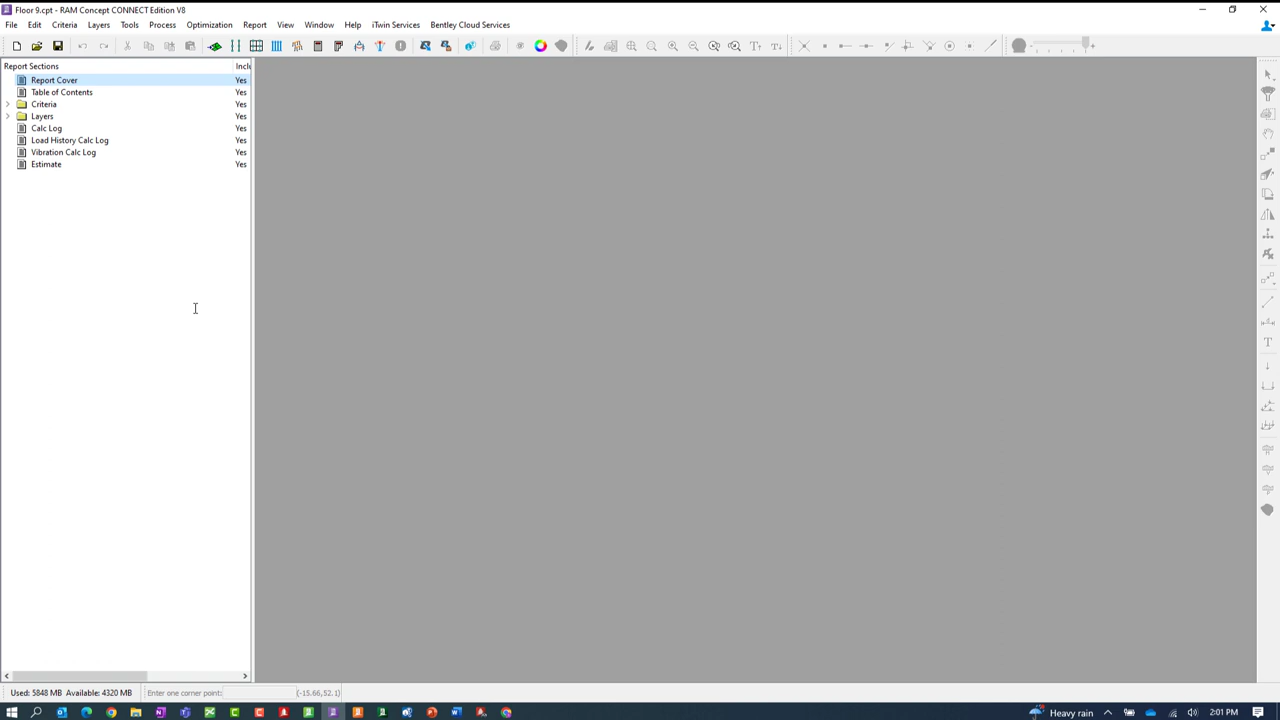 Floor 9.cpt - RAM Concept CONNECT Edition V8
File Edit Criteria Layers Tools Process Optimization Report View Window Help iTwin Services Bentley Cloud Services
Report Sections Inclu
Report Cover Yes
Table of Contents Yes
Criteria Yes
Layers Yes
Calc Log Yes
Load History Calc Log Yes
Vibration Calc Log Yes
Estimate Yes
Used: 5848 MB Available: 4320 MB Enter one corner point: (-15.66,52.1)
Heavy rain 2:01 PM